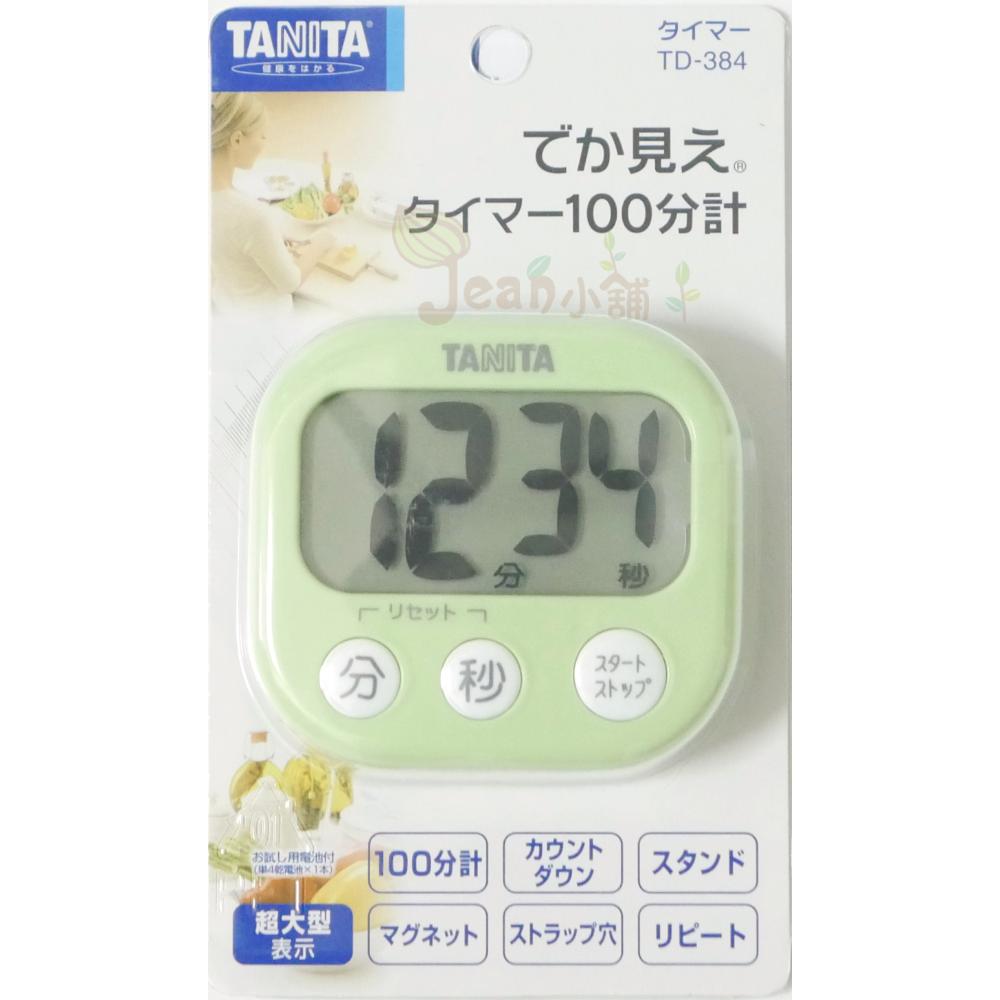 TANITA®
健康をはかる
タイマー
TD-384
でか見え®
タイマー100分計
Jean小舖
TANITA
12 34
分 秒
リセット
分
秒
スタート
ストップ
01
お試し用電池付
(単4乾電池×1本)
超大型
表示
100分計
カウント
ダウン
スタンド
マグネット
ストラップ穴
リピート